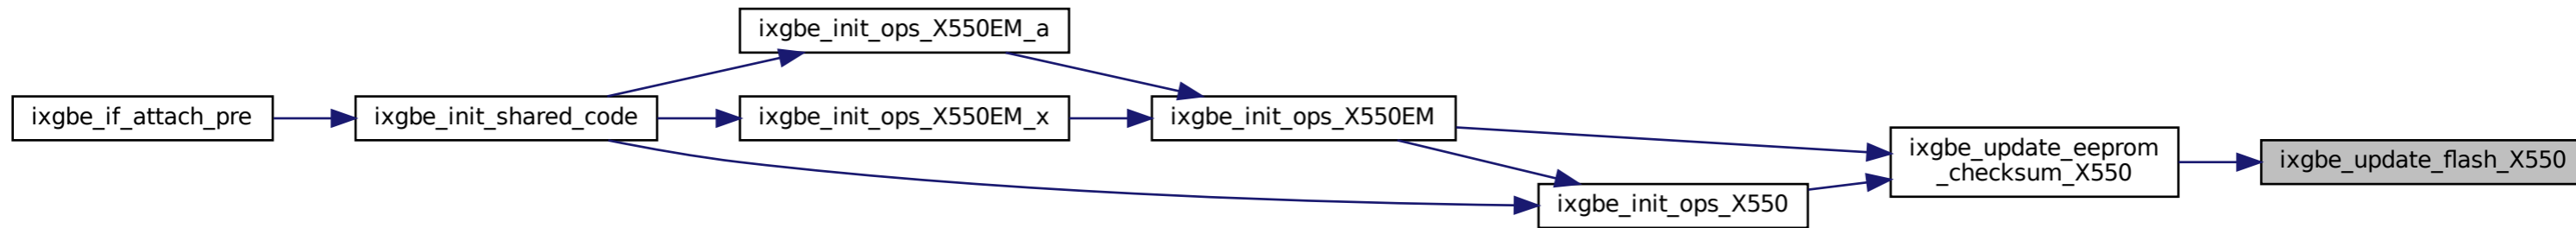 ixgbe_if_attach_pre
ixgbe_init_shared_code
ixgbe_init_ops_X550EM_a
ixgbe_init_ops_X550EM_x
ixgbe_init_ops_X550EM
ixgbe_init_ops_X550
ixgbe_update_eeprom
_checksum_X550
ixgbe_update_flash_X550